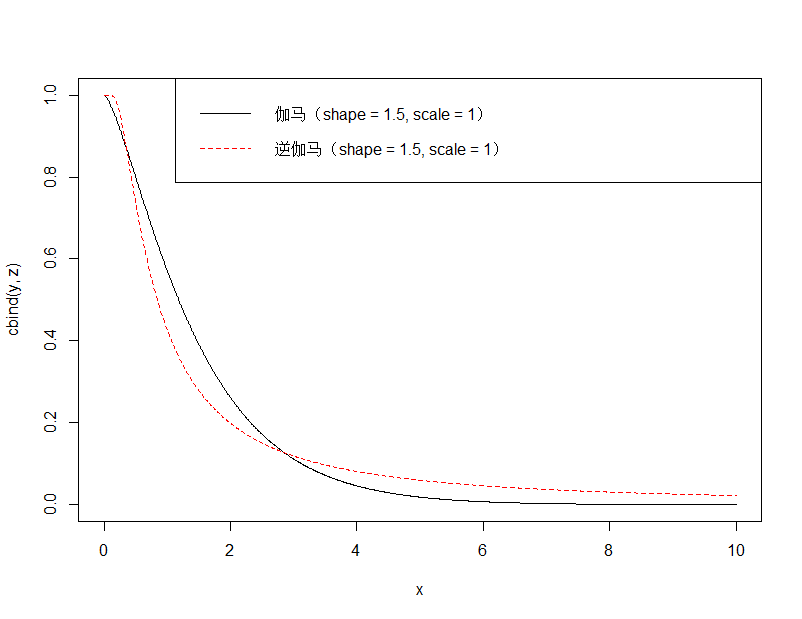 伽马（shape = 1.5, scale = 1）
逆伽马（shape = 1.5, scale = 1）
cbind(y, z)
1.0
0.8
0.6
0.4
0.2
0.0
0 2 4 6 8 10
x